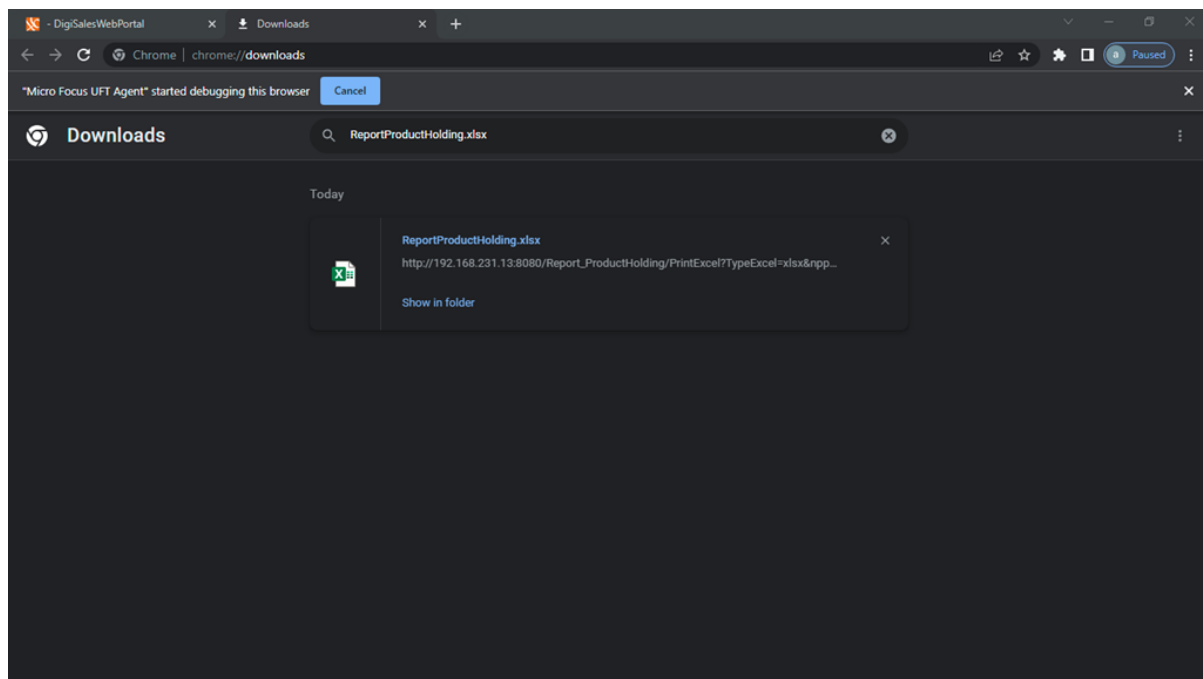 - DigiSalesWebPortal
Downloads
Chrome | chrome://downloads
a Paused
"Micro Focus UFT Agent" started debugging this browser Cancel
Downloads
ReportProductHolding.xlsx
Today
ReportProductHolding.xlsx
http://192.168.231.13:8080/Report_ProductHolding/PrintExcel?TypeExcel=xlsx&npp...
Show in folder